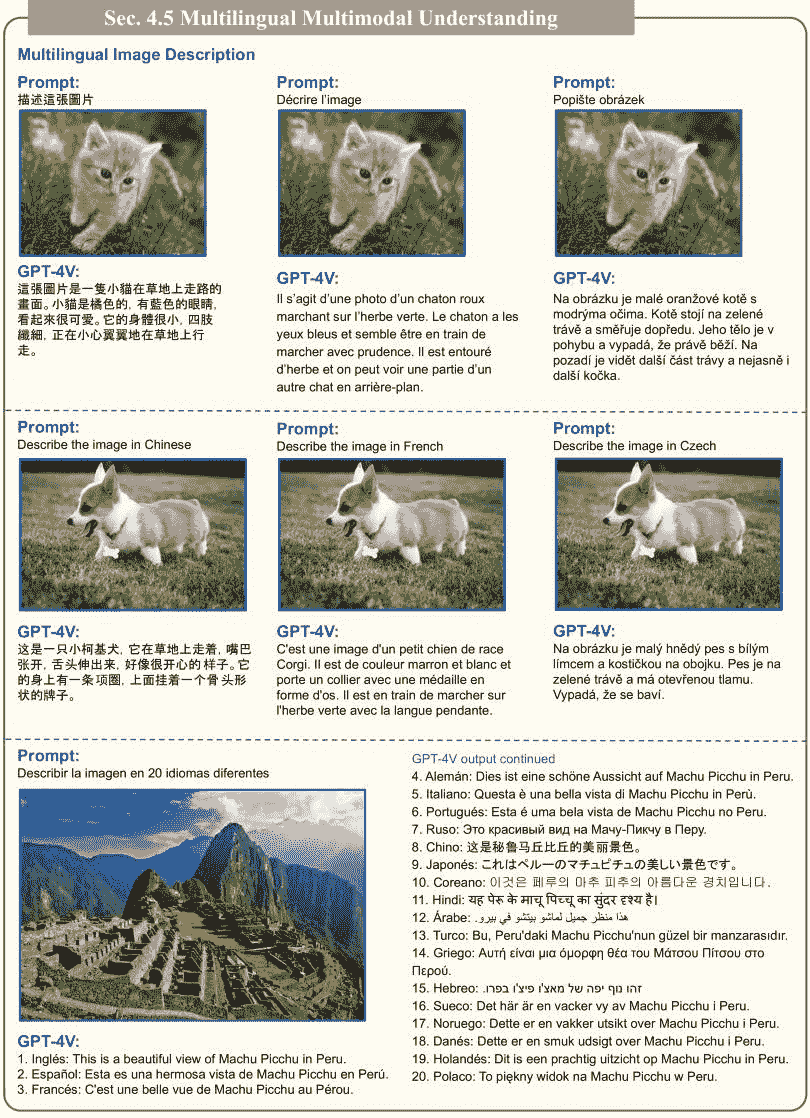 Sec. 4.5 Multilingual Multimodal Understanding
Multilingual Image Description
Prompt:
描述這張圖片
GPT-4V:
這張圖片是一隻小貓在草地上走路的
畫面。小貓是橘色的, 有藍色的眼睛,
看起來很可愛。它的身體很小, 四肢
纖細, 正在小心翼翼地在草地上行
走。
Prompt:
Décrire l'image
GPT-4V:
Il s'agit d'une photo d'un chaton roux
marchant sur l'herbe verte. Le chaton a les
yeux bleus et semble être en train de
marcher avec prudence. Il est entouré
d'herbe et on peut voir une partie d'un
autre chat en arrière-plan.
Prompt:
Popište obrázek
GPT-4V:
Na obrázku je malé oranžové kotě s
modrýma očima. Kotě stojí na zelené
trávě a směřuje dopředu. Jeho tělo je v
pohybu a vypadá, že právě běží. Na
pozadí je vidět další část trávy a nejasně i
další kočka.
Prompt:
Describe the image in Chinese
GPT-4V:
这是一只小柯基犬, 它在草地上走着, 嘴巴
张开, 舌头伸出来, 好像很开心的样子。它
的身上有一条项圈, 上面挂着一个骨头形
状的牌子。
Prompt:
Describe the image in French
GPT-4V:
C'est une image d'un petit chien de race
Corgi. Il est de couleur marron et blanc et
porte un collier avec une médaille en
forme d'os. Il est en train de marcher sur
l'herbe verte avec la langue pendante.
Prompt:
Describe the image in Czech
GPT-4V:
Na obrázku je malý hnědý pes s bílým
límcem a kostičkou na obojku. Pes je na
zelené trávě a má otevřenou tlamu.
Vypadá, že se baví.
Prompt:
Describir la imagen en 20 idiomas diferentes
GPT-4V:
1. Inglés: This is a beautiful view of Machu Picchu in Peru.
2. Español: Esta es una hermosa vista de Machu Picchu en Perú.
3. Francés: C'est une belle vue de Machu Picchu au Pérou.
GPT-4V output continued
4. Alemán: Dies ist eine schöne Aussicht auf Machu Picchu in Peru.
5. Italiano: Questa è una bella vista di Machu Picchu in Perù.
6. Portugués: Esta é uma bela vista de Machu Picchu no Peru.
7. Ruso: Это красивый вид на Мачу-Пикчу в Перу.
8. Chino: 这是秘鲁马丘比丘的美丽景色。
9. Japonés: これはペルーのマチュピチュの美しい景色です。
10. Coreano: 이것은 페루의 마추 피추의 아름다운 경치입니다.
11. Hindi: यह पेरू के माचू पिच्चू का सुंदर दृश्य है।
12. Árabe: هذا منظر جميل لماشو بيتشو في بيرو.
13. Turco: Bu, Peru'daki Machu Picchu'nun güzel bir manzarasıdır.
14. Griego: Αυτή είναι μια όμορφη θέα του Μάτσου Πίτσου στο
Περού.
15. Hebreo: זהו נוף יפה של מאצ'ו פיצ'ו בפרו.
16. Sueco: Det här är en vacker vy av Machu Picchu i Peru.
17. Noruego: Dette er en vakker utsikt over Machu Picchu i Peru.
18. Danés: Dette er en smuk udsigt over Machu Picchu i Peru.
19. Holandés: Dit is een prachtig uitzicht op Machu Picchu in Peru.
20. Polaco: To piękny widok na Machu Picchu w Peru.